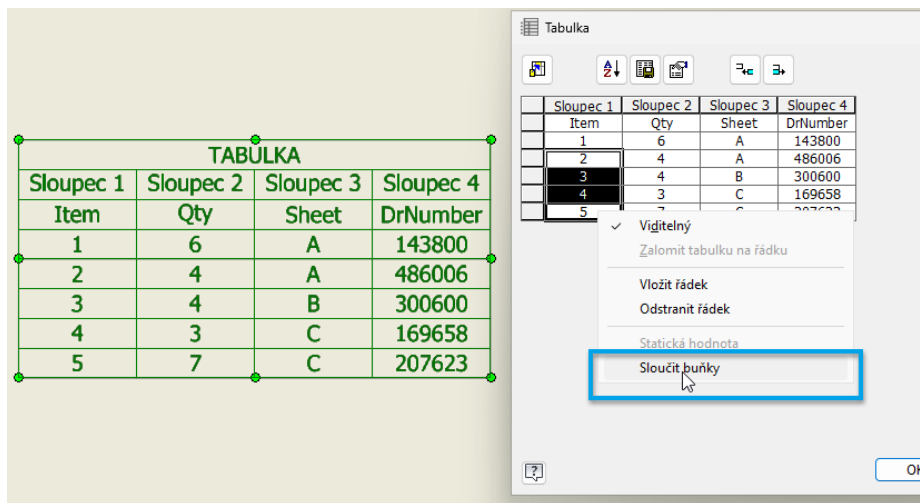 Tabulka
TABULKA
Sloupec 1 Sloupec 2 Sloupec 3 Sloupec 4
Item Qty Sheet DrNumber
1 6 A 143800
2 4 A 486006
3 4 B 300600
4 3 C 169658
5 7 C 207623
Sloupec 1 Sloupec 2 Sloupec 3 Sloupec 4
Item Qty Sheet DrNumber
1 6 A 143800
2 4 A 486006
3 4 B 300600
4 3 C 169658
5 7 C 207623
Viditelný
Zalomit tabulku na řádku
Vložit řádek
Odstranit řádek
Statická hodnota
Sloučit buňky
OK